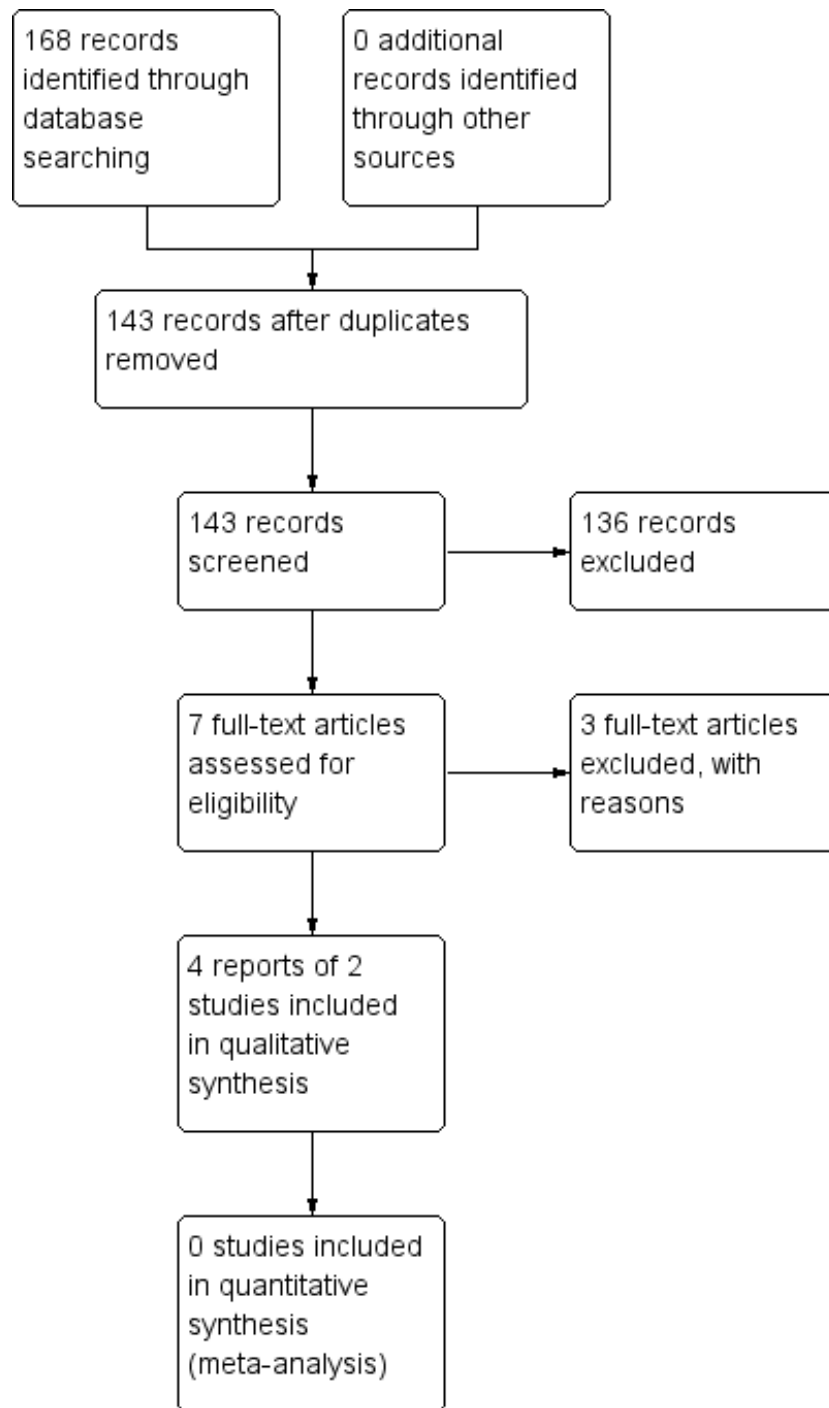 168 records
identified through
database
searching
0 additional
records identified
through other
sources
143 records after duplicates
removed
143 records
screened
136 records
excluded
7 full-text articles
assessed for
eligibility
3 full-text articles
excluded, with
reasons
4 reports of 2
studies included
in qualitative
synthesis
0 studies included
in quantitative
synthesis
(meta-analysis)